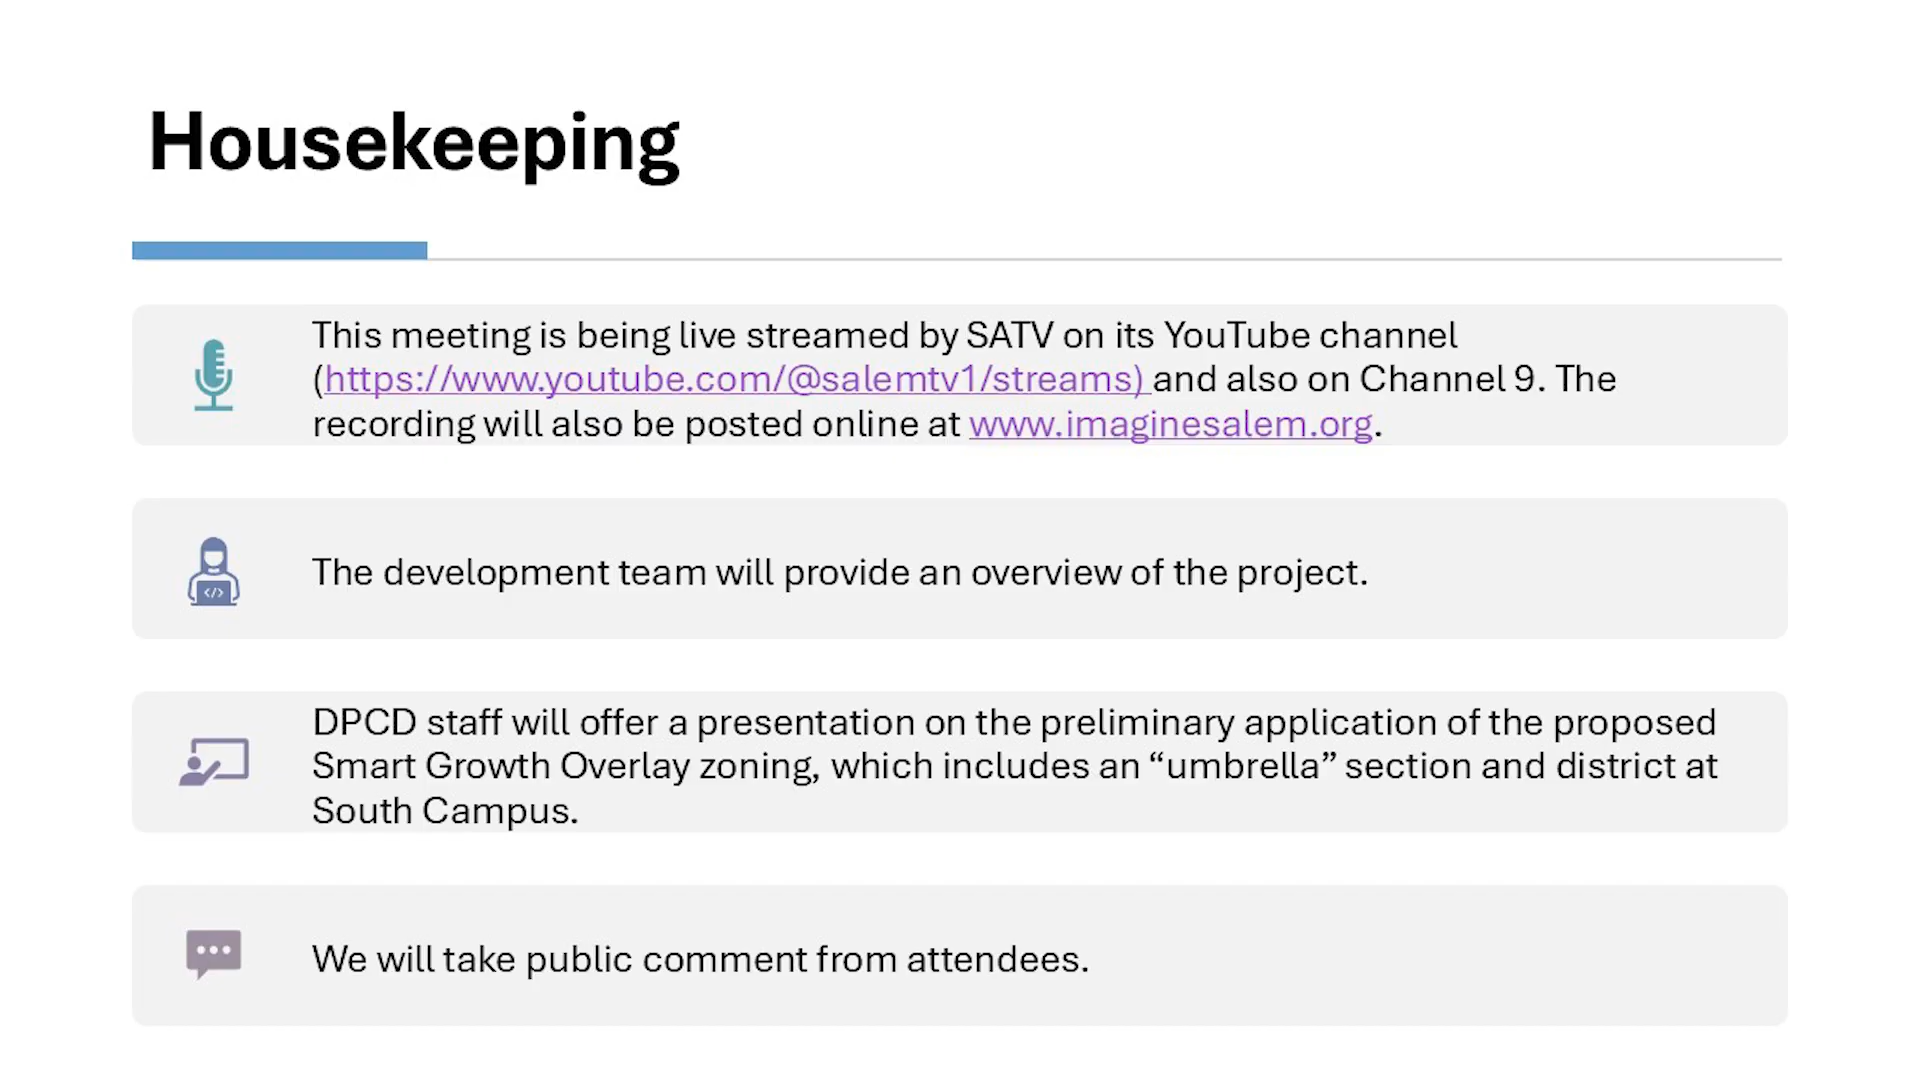 Housekeeping
This meeting is being live streamed by SATV on its YouTube channel
(https://www.youtube.com/@salemtv1/streams) and also on Channel 9. The
recording will also be posted online at www.imaginesalem.org.
</>
The development team will provide an overview of the project.
DPCD staff will offer a presentation on the preliminary application of the proposed
Smart Growth Overlay zoning, which includes an “umbrella” section and district at
South Campus.
We will take public comment from attendees.